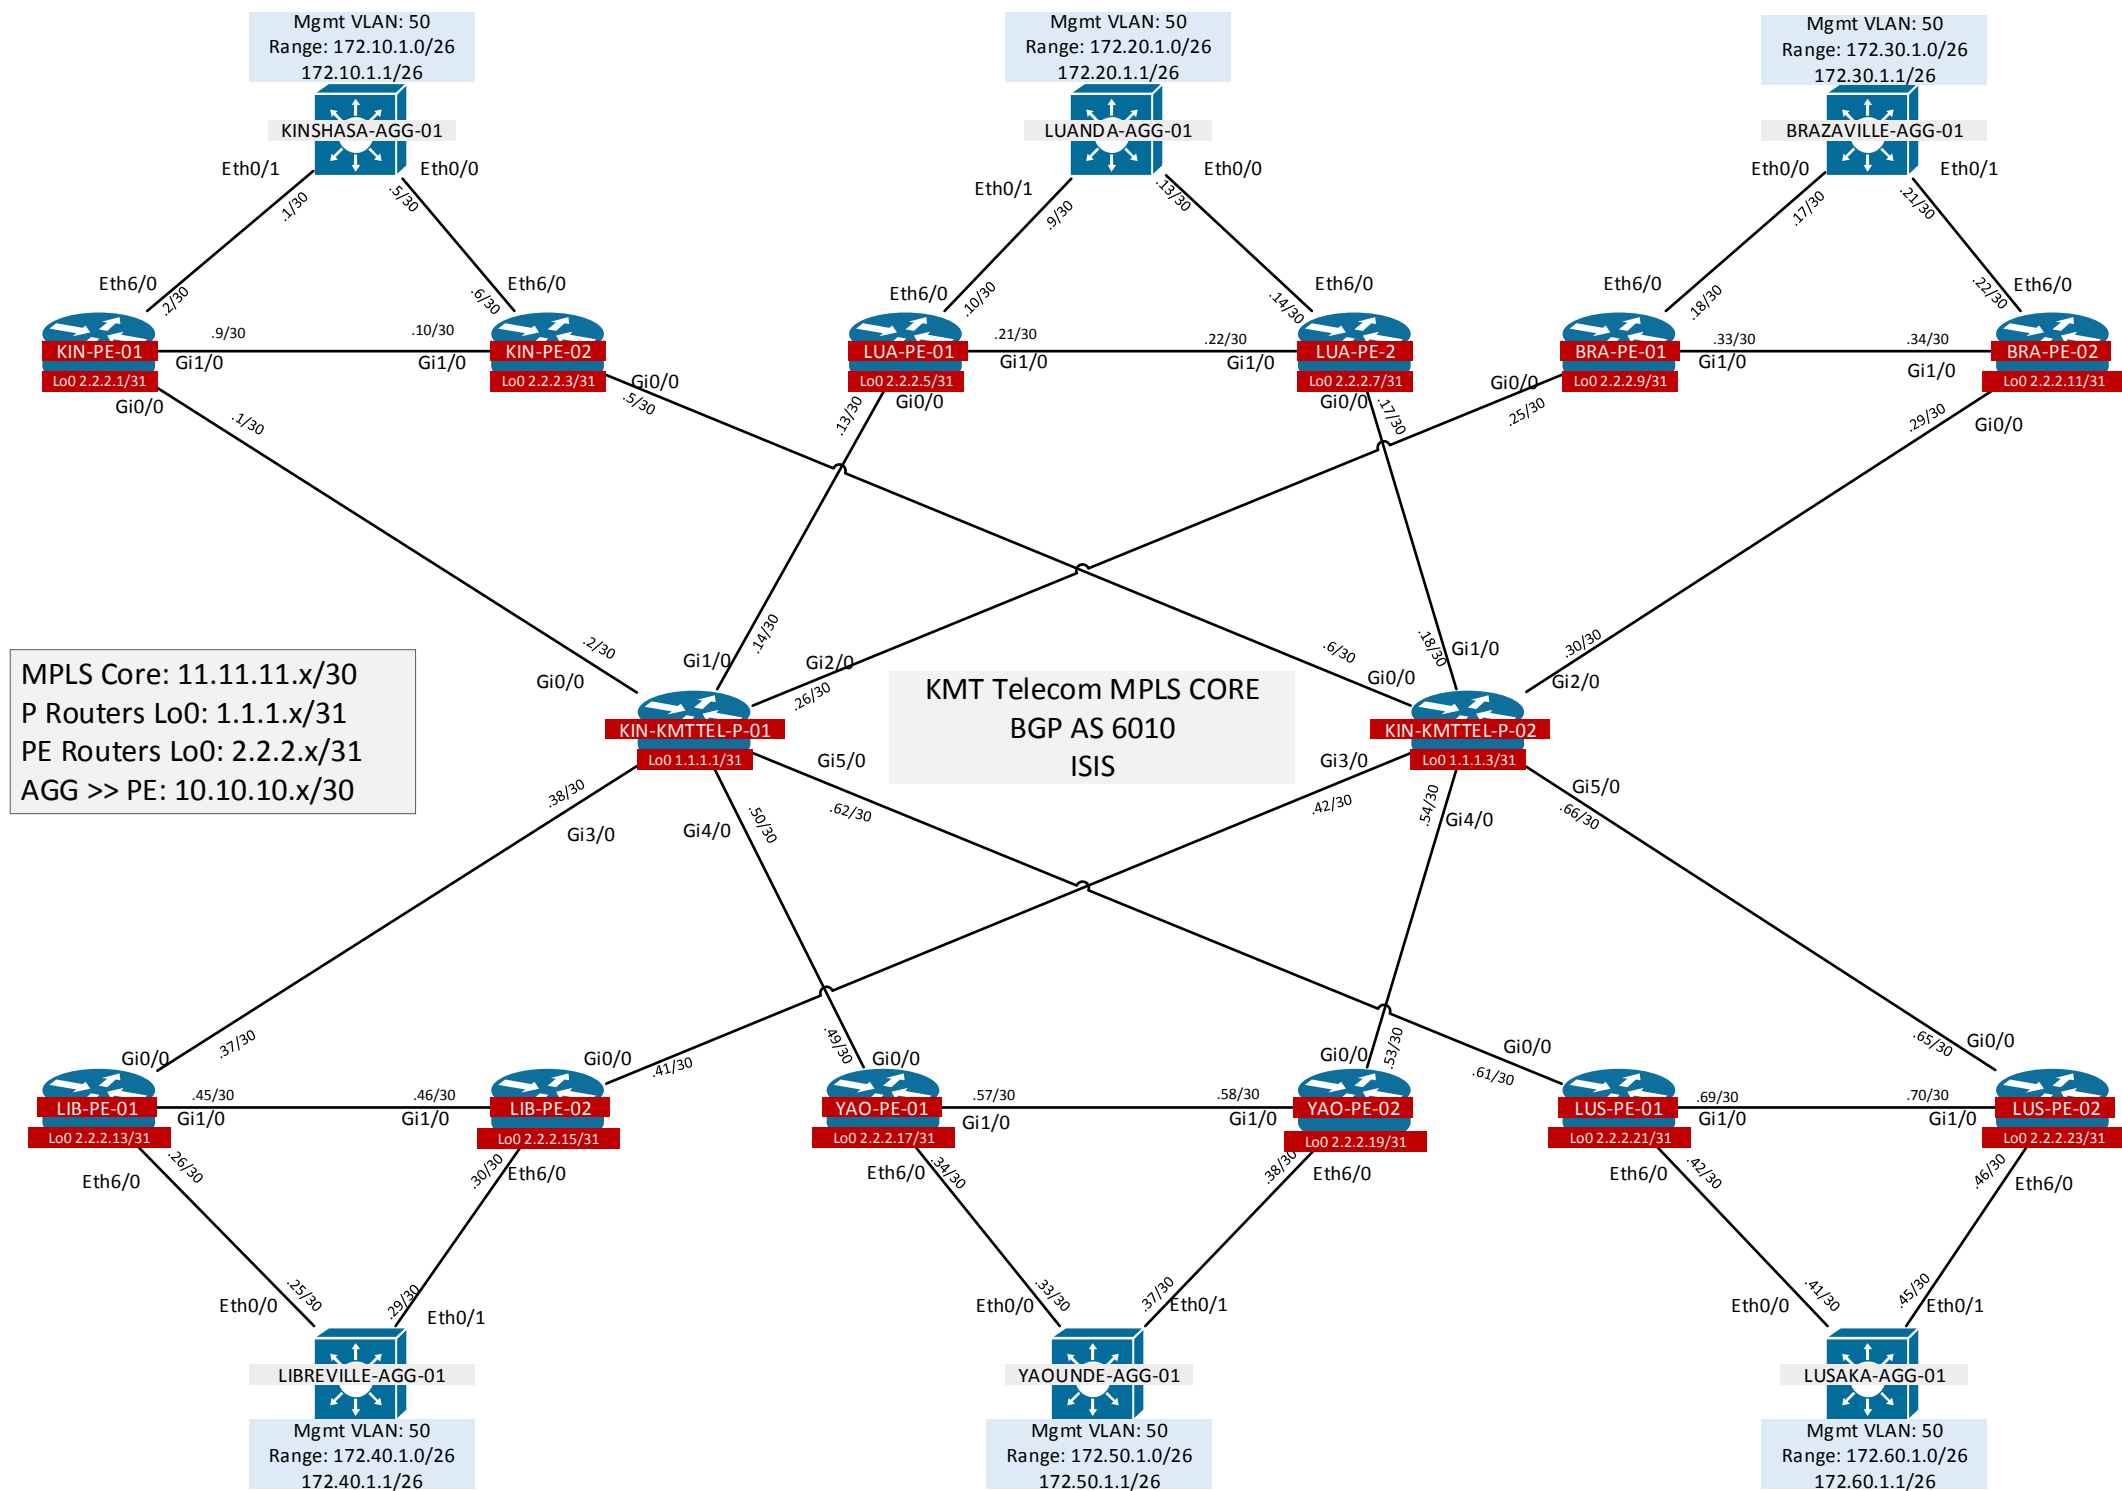 Mgmt VLAN: 50
Range: 172.10.1.0/26
172.10.1.1/26
KINSHASA-AGG-01
Eth0/1
Eth0/0
.1/30
.5/30
Mgmt VLAN: 50
Range: 172.20.1.0/26
172.20.1.1/26
LUANDA-AGG-01
Eth0/1
Eth0/0
.9/30
.13/30
Mgmt VLAN: 50
Range: 172.30.1.0/26
172.30.1.1/26
BRAZAVILLE-AGG-01
Eth0/0
Eth0/1
.17/30
.21/30
Eth6/0
.2/30
KIN-PE-01
Lo0 2.2.2.1/31
.9/30
Gi1/0
Gi0/0
.1/30
Eth6/0
.6/30
.10/30
Gi1/0
KIN-PE-02
Lo0 2.2.2.3/31
Gi0/0
.5/30
Eth6/0
.10/30
LUA-PE-01
Lo0 2.2.2.5/31
.21/30
Gi1/0
Gi0/0
.13/30
Eth6/0
.14/30
.22/30
Gi1/0
LUA-PE-2
Lo0 2.2.2.7/31
Gi0/0
.17/30
Eth6/0
.18/30
BRA-PE-01
Lo0 2.2.2.9/31
.33/30
Gi1/0
Gi0/0
.25/30
Eth6/0
.22/30
.34/30
Gi1/0
BRA-PE-02
Lo0 2.2.2.11/31
.29/30
Gi0/0
MPLS Core: 11.11.11.x/30
P Routers Lo0: 1.1.1.x/31
PE Routers Lo0: 2.2.2.x/31
AGG >> PE: 10.10.10.x/30
.2/30
Gi0/0
Gi1/0
.14/30
Gi2/0
.26/30
KIN-KMTTEL-P-01
Lo0 1.1.1.1/31
.38/30
Gi3/0
Gi4/0
.50/30
Gi5/0
.62/30
KMT Telecom MPLS CORE
BGP AS 6010
ISIS
.6/30
Gi0/0
.18/30
Gi1/0
.30/30
Gi2/0
KIN-KMTTEL-P-02
Lo0 1.1.1.3/31
Gi3/0
.42/30
.54/30
Gi4/0
Gi5/0
.66/30
Gi0/0
.37/30
LIB-PE-01
Lo0 2.2.2.13/31
.45/30
Gi1/0
.26/30
Eth6/0
Gi0/0
.41/30
.46/30
Gi1/0
LIB-PE-02
Lo0 2.2.2.15/31
.30/30
Eth6/0
.49/30
Gi0/0
YAO-PE-01
Lo0 2.2.2.17/31
.57/30
Gi1/0
Eth6/0
.34/30
Gi0/0
.53/30
.58/30
Gi1/0
YAO-PE-02
Lo0 2.2.2.19/31
.38/30
Eth6/0
Gi0/0
.61/30
LUS-PE-01
Lo0 2.2.2.21/31
.69/30
Gi1/0
Eth6/0
.42/30
.65/30
Gi0/0
.70/30
Gi1/0
LUS-PE-02
Lo0 2.2.2.23/31
.46/30
Eth6/0
.25/30
Eth0/0
.29/30
Eth0/1
LIBREVILLE-AGG-01
Mgmt VLAN: 50
Range: 172.40.1.0/26
172.40.1.1/26
.33/30
Eth0/0
.37/30
Eth0/1
YAOUNDE-AGG-01
Mgmt VLAN: 50
Range: 172.50.1.0/26
172.50.1.1/26
.41/30
Eth0/0
.45/30
Eth0/1
LUSAKA-AGG-01
Mgmt VLAN: 50
Range: 172.60.1.0/26
172.60.1.1/26